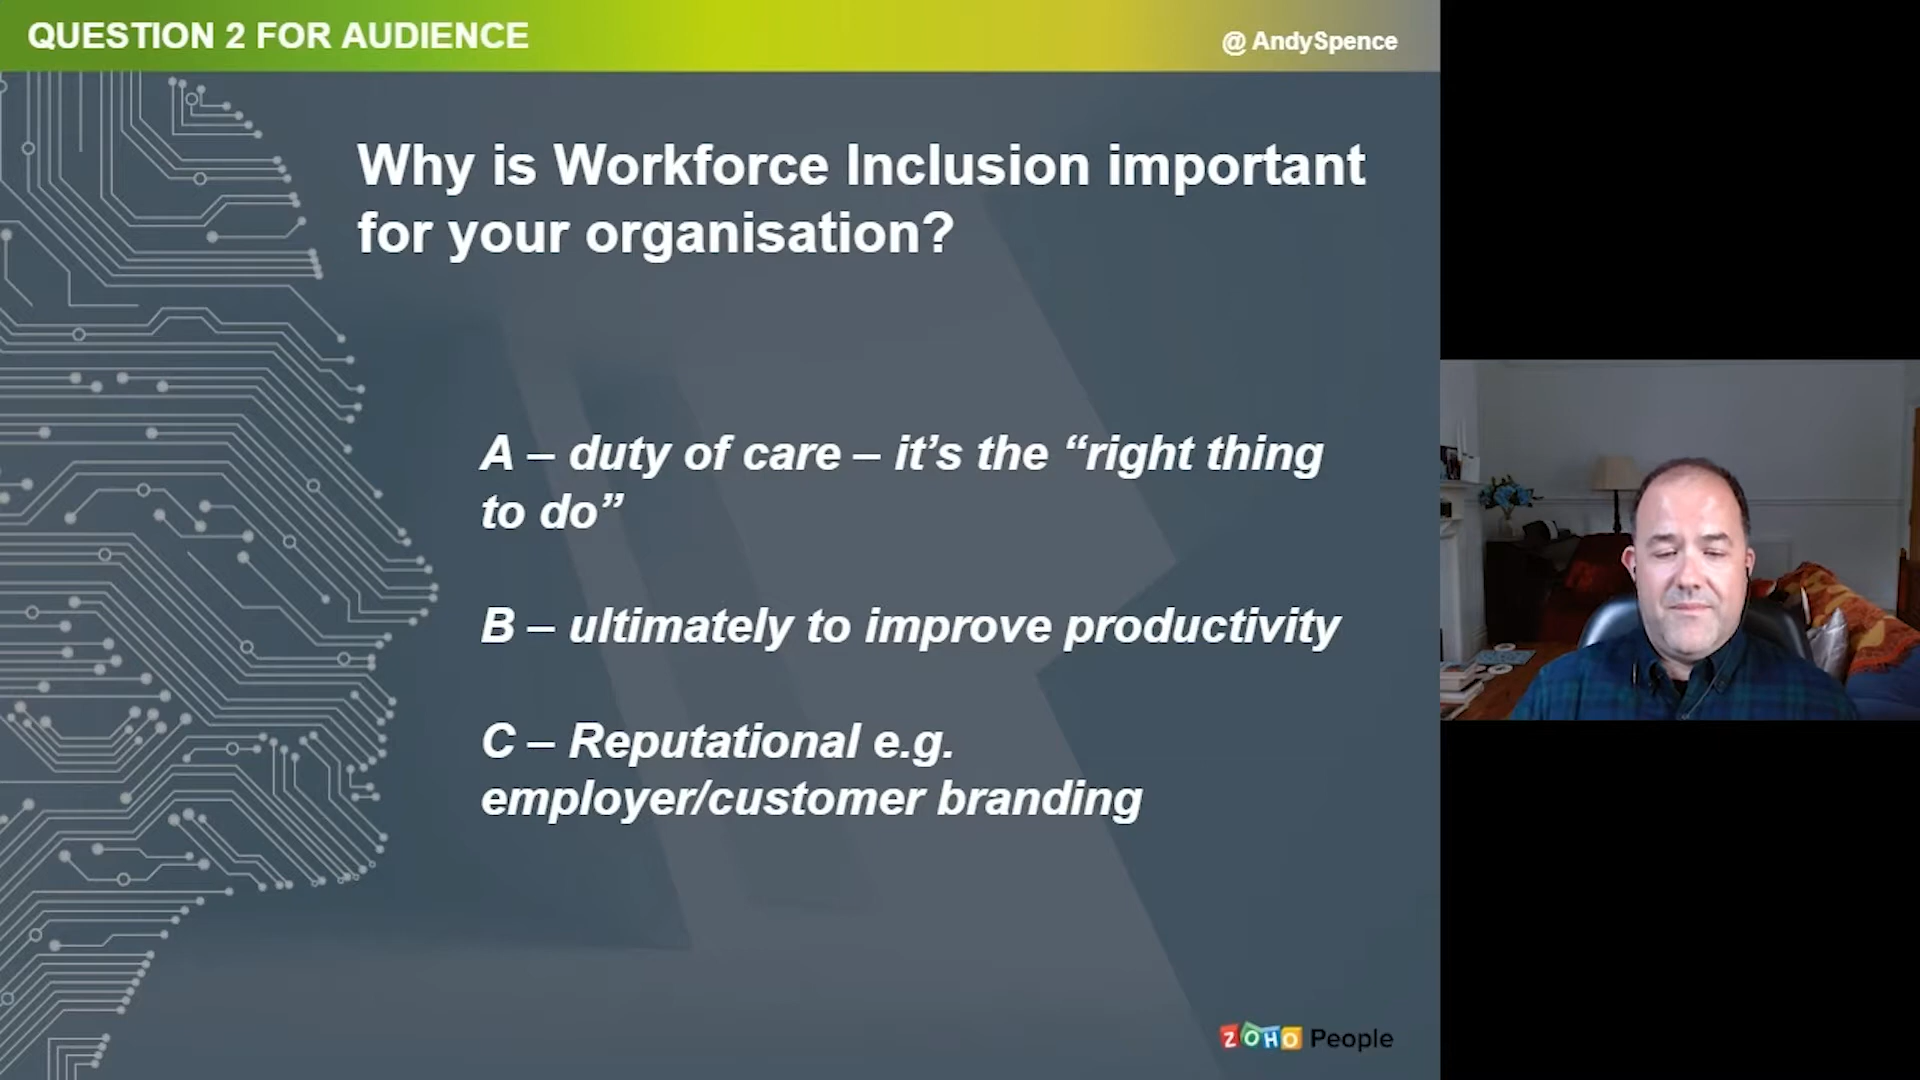 QUESTION 2 FOR AUDIENCE
@ AndySpence
Why is Workforce Inclusion important
for your organisation?
A – duty of care – it’s the “right thing
to do”
B – ultimately to improve productivity
C – Reputational e.g.
employer/customer branding
ZOHO People